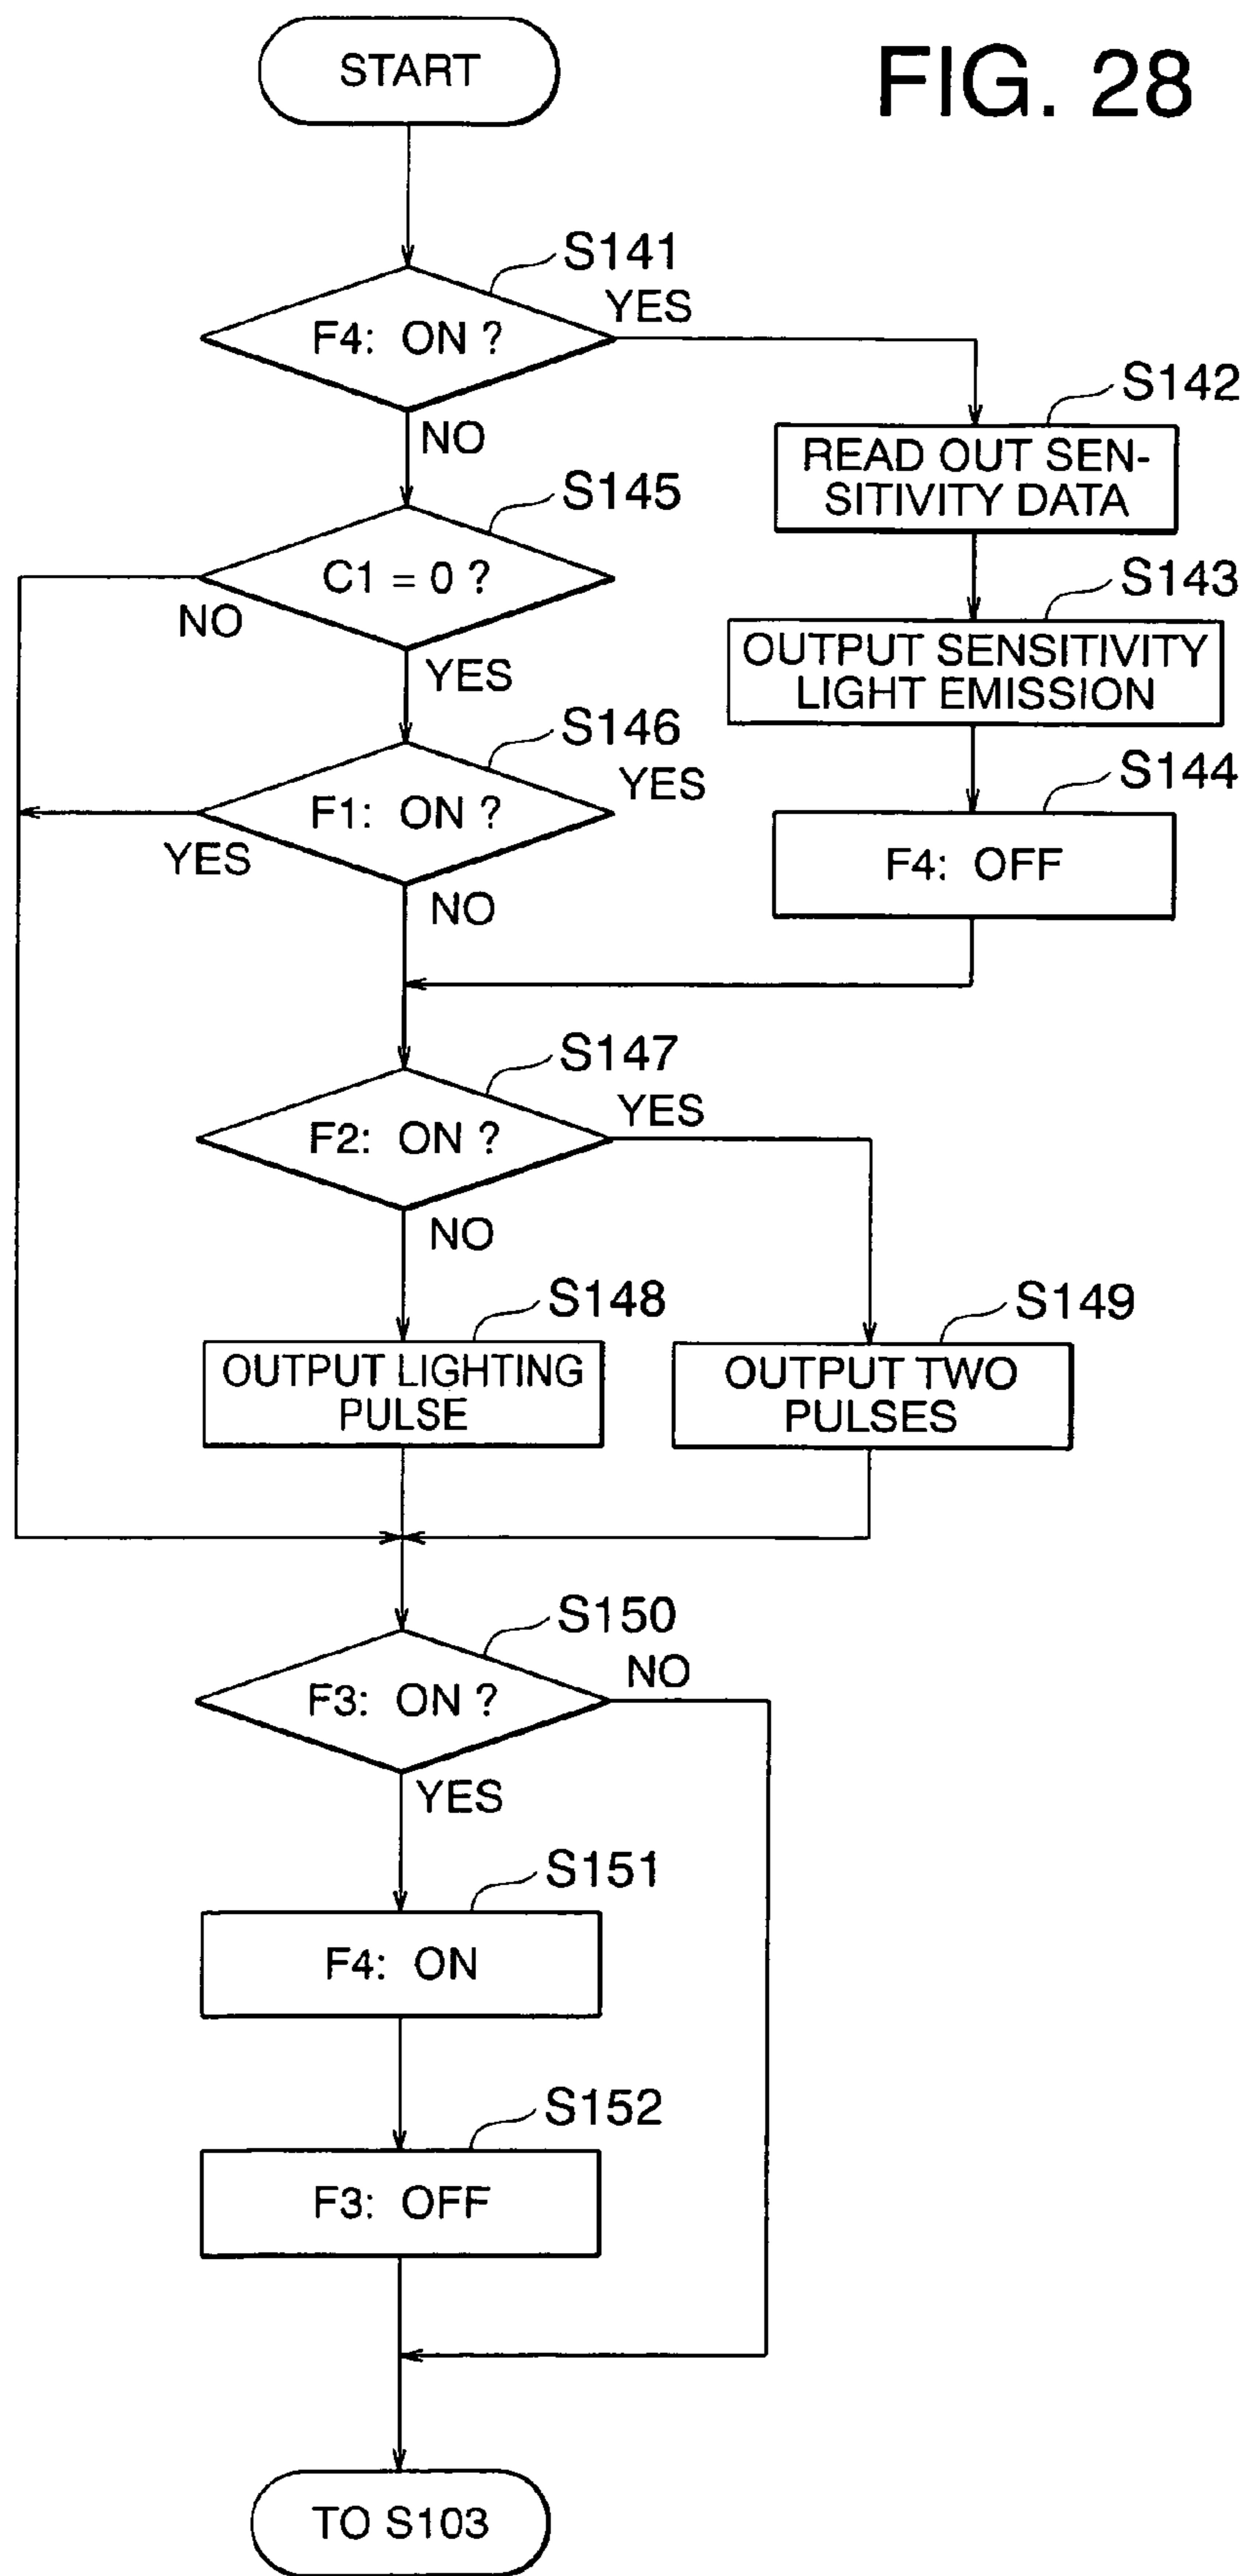 FIG. 28
START
S141
F4: ON ?
YES
NO
S142
READ OUT SEN-
SITIVITY DATA
S145
C1 = 0 ?
NO
YES
S143
OUTPUT SENSITIVITY
LIGHT EMISSION
S146
F1: ON ?
YES
YES
NO
S144
F4: OFF
S147
F2: ON ?
YES
NO
S148
OUTPUT LIGHTING
PULSE
S149
OUTPUT TWO
PULSES
S150
F3: ON ?
NO
YES
S151
F4: ON
S152
F3: OFF
TO S103